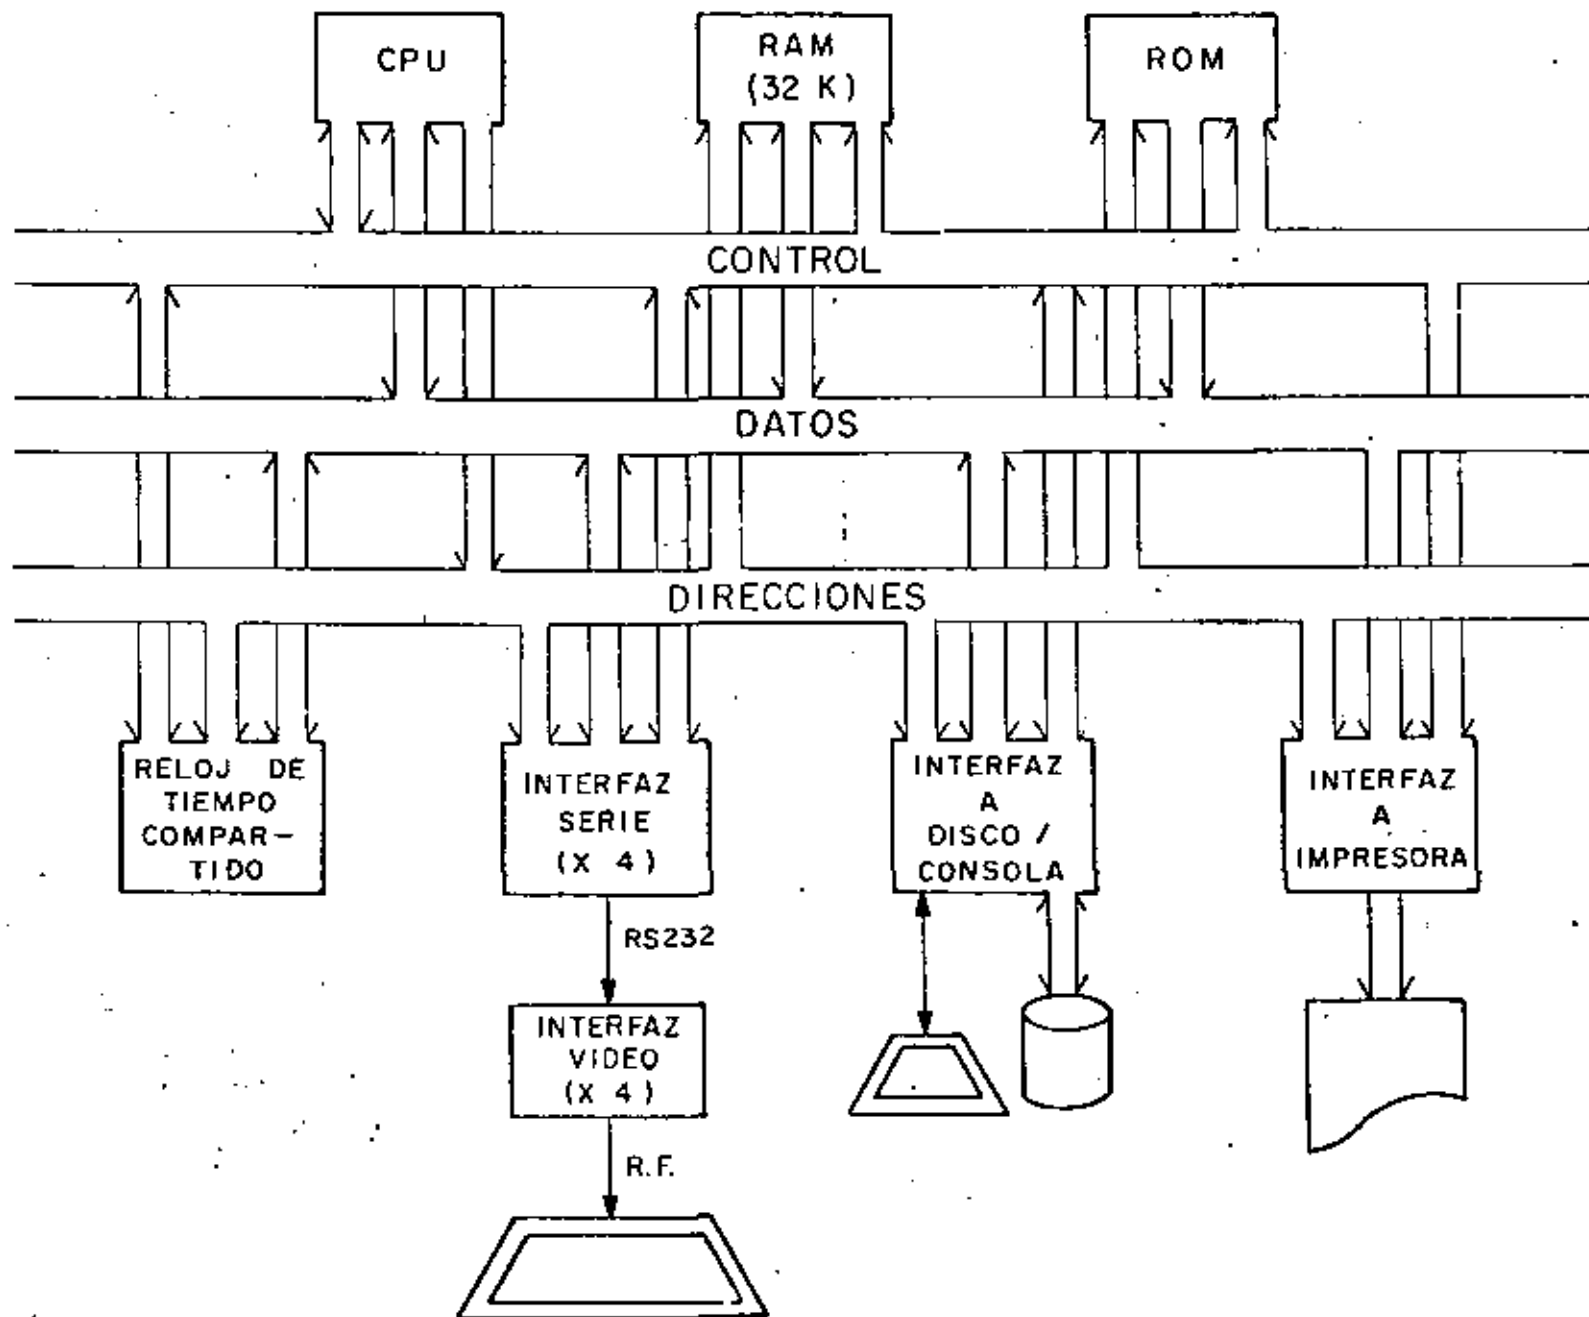 CPU
RAM
(32 K)
ROM
CONTROL
DATOS
DIRECCIONES
RELOJ DE
TIEMPO
COMPAR-
TIDO
INTERFAZ
SERIE
(X 4)
INTERFAZ
A
DISCO /
CONSOLA
INTERFAZ
A
IMPRESORA
RS232
INTERFAZ
VIDEO
(X 4)
R.F.